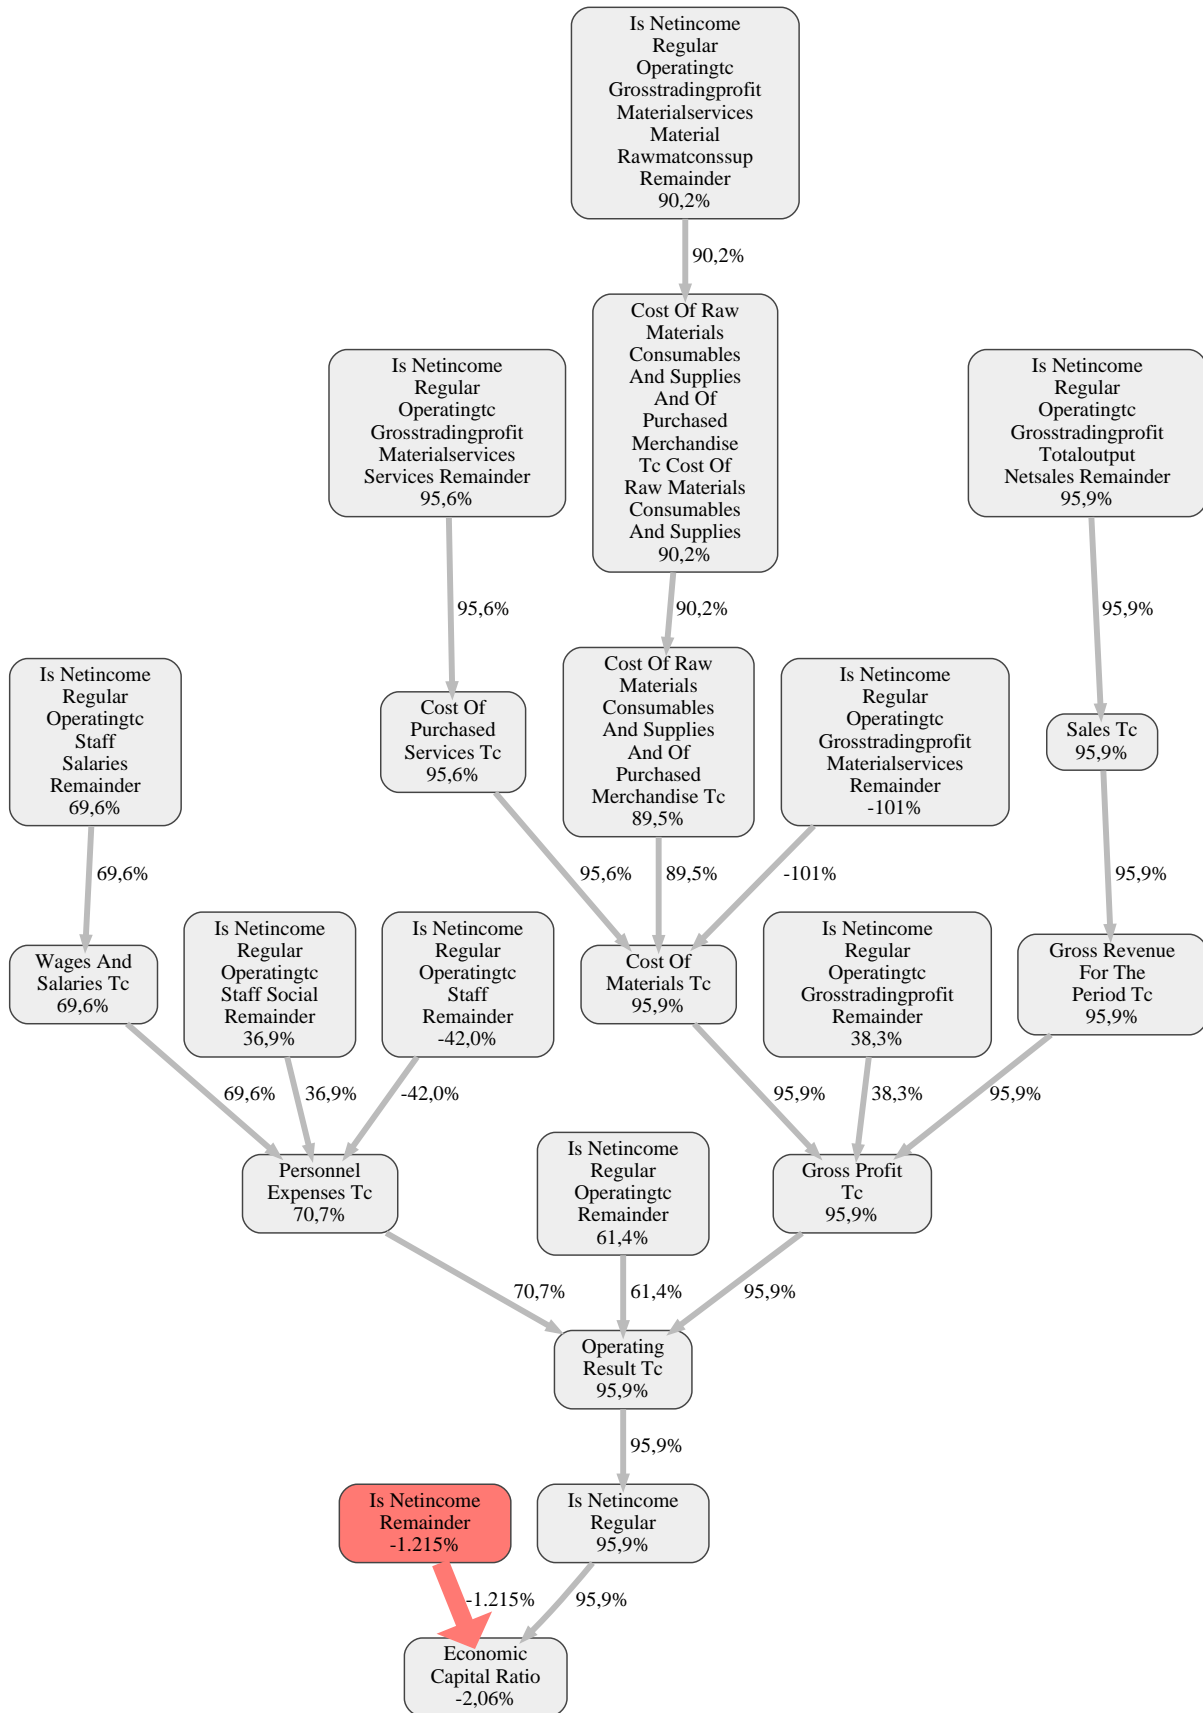 Is Netincome
Regular
Operatingtc
Grosstradingprofit
Materialservices
Material
Rawmatconssup
Remainder
90,2%
90,2%
Cost Of Raw
Materials
Consumables
And Supplies
And Of
Purchased
Merchandise
Tc Cost Of
Raw Materials
Consumables
And Supplies
90,2%
Is Netincome
Regular
Operatingtc
Grosstradingprofit
Materialservices
Services Remainder
95,6%
Is Netincome
Regular
Operatingtc
Grosstradingprofit
Totaloutput
Netsales Remainder
95,9%
95,6%
90,2%
95,9%
Is Netincome
Regular
Operatingtc
Staff
Salaries
Remainder
69,6%
Cost Of
Purchased
Services Tc
95,6%
Cost Of Raw
Materials
Consumables
And Supplies
And Of
Purchased
Merchandise Tc
89,5%
Is Netincome
Regular
Operatingtc
Grosstradingprofit
Materialservices
Remainder
-101%
Sales Tc
95,9%
69,6%
95,6%
89,5%
-101%
95,9%
Wages And
Salaries Tc
69,6%
Is Netincome
Regular
Operatingtc
Staff Social
Remainder
36,9%
Is Netincome
Regular
Operatingtc
Staff
Remainder
-42,0%
Cost Of
Materials Tc
95,9%
Is Netincome
Regular
Operatingtc
Grosstradingprofit
Remainder
38,3%
Gross Revenue
For The
Period Tc
95,9%
69,6%
36,9%
-42,0%
95,9%
38,3%
95,9%
Personnel
Expenses Tc
70,7%
Is Netincome
Regular
Operatingtc
Remainder
61,4%
Gross Profit
Tc
95,9%
70,7%
61,4%
95,9%
Operating
Result Tc
95,9%
95,9%
Is Netincome
Remainder
-1.215%
Is Netincome
Regular
95,9%
-1.215%
95,9%
Economic
Capital Ratio
-2,06%